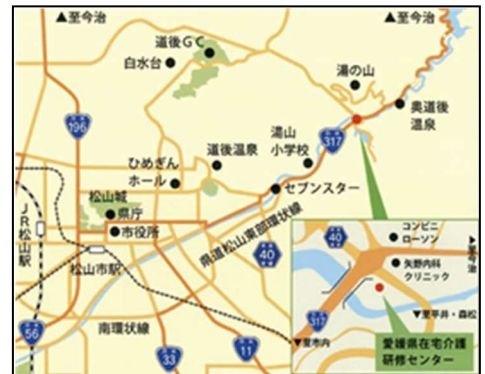 ▲至今治
▲至今治
道後GC
白水台
湯の山
196
奥道後
温泉
317
湯山
小学校
道後温泉
ひめぎん
ホール
セブンスター
松山城
県庁
市役所
JR松山駅
松山市駅
県道松山東部環状線
40
南環状線
56
33
11
40
コンビニ
ローソン
▲至今治
矢野内科
クリニック
▼至平井・森松
317
▼至市内
愛媛県在宅介護
研修センター